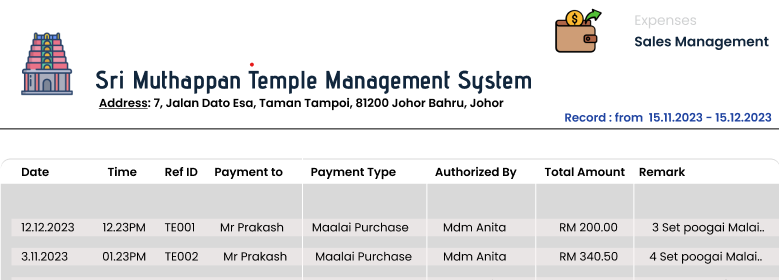 Expenses
Sales Management
Sri Muthappan Temple Management System
Address: 7, Jalan Dato Esa, Taman Tampoi, 81200 Johor Bahru, Johor
Record : from 15.11.2023 - 15.12.2023
Date Time Ref ID Payment to Payment Type Authorized By Total Amount Remark
12.12.2023 12.23PM TE001 Mr Prakash Maalai Purchase Mdm Anita RM 200.00 3 Set poogai Malai..
3.11.2023 01.23PM TE002 Mr Prakash Maalai Purchase Mdm Anita RM 340.50 4 Set poogai Malai..